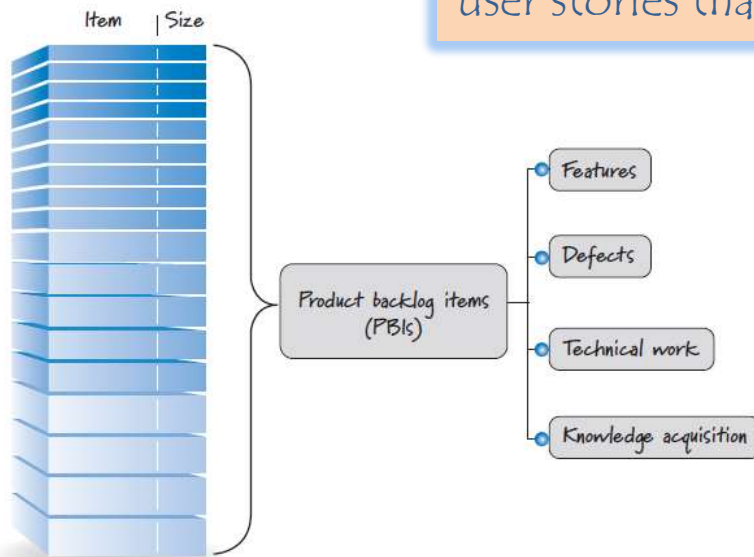 user stories tha
Item | Size
Features
Defects
Product backlog items
(PBIs)
Technical work
Knowledge acquisition